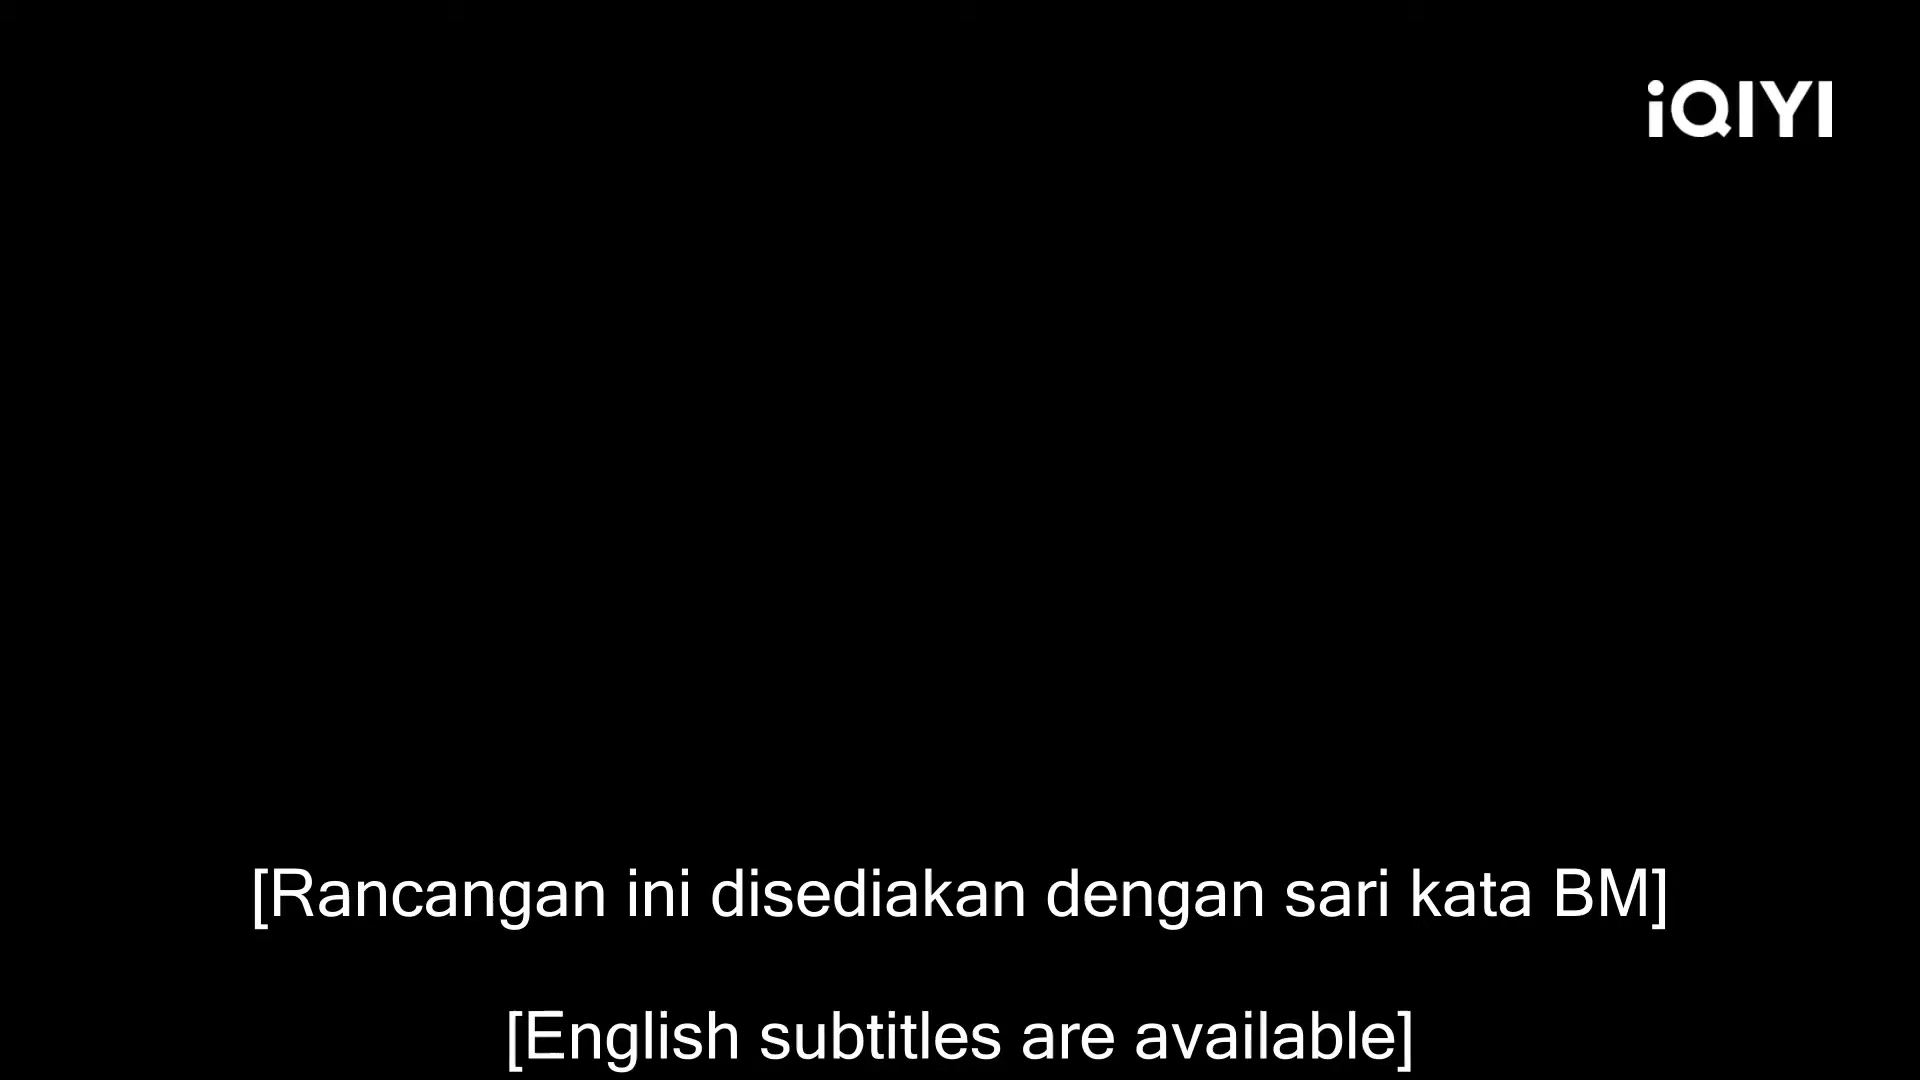 iQIYI
[Rancangan ini disediakan dengan sari kata BM]
[English subtitles are available]